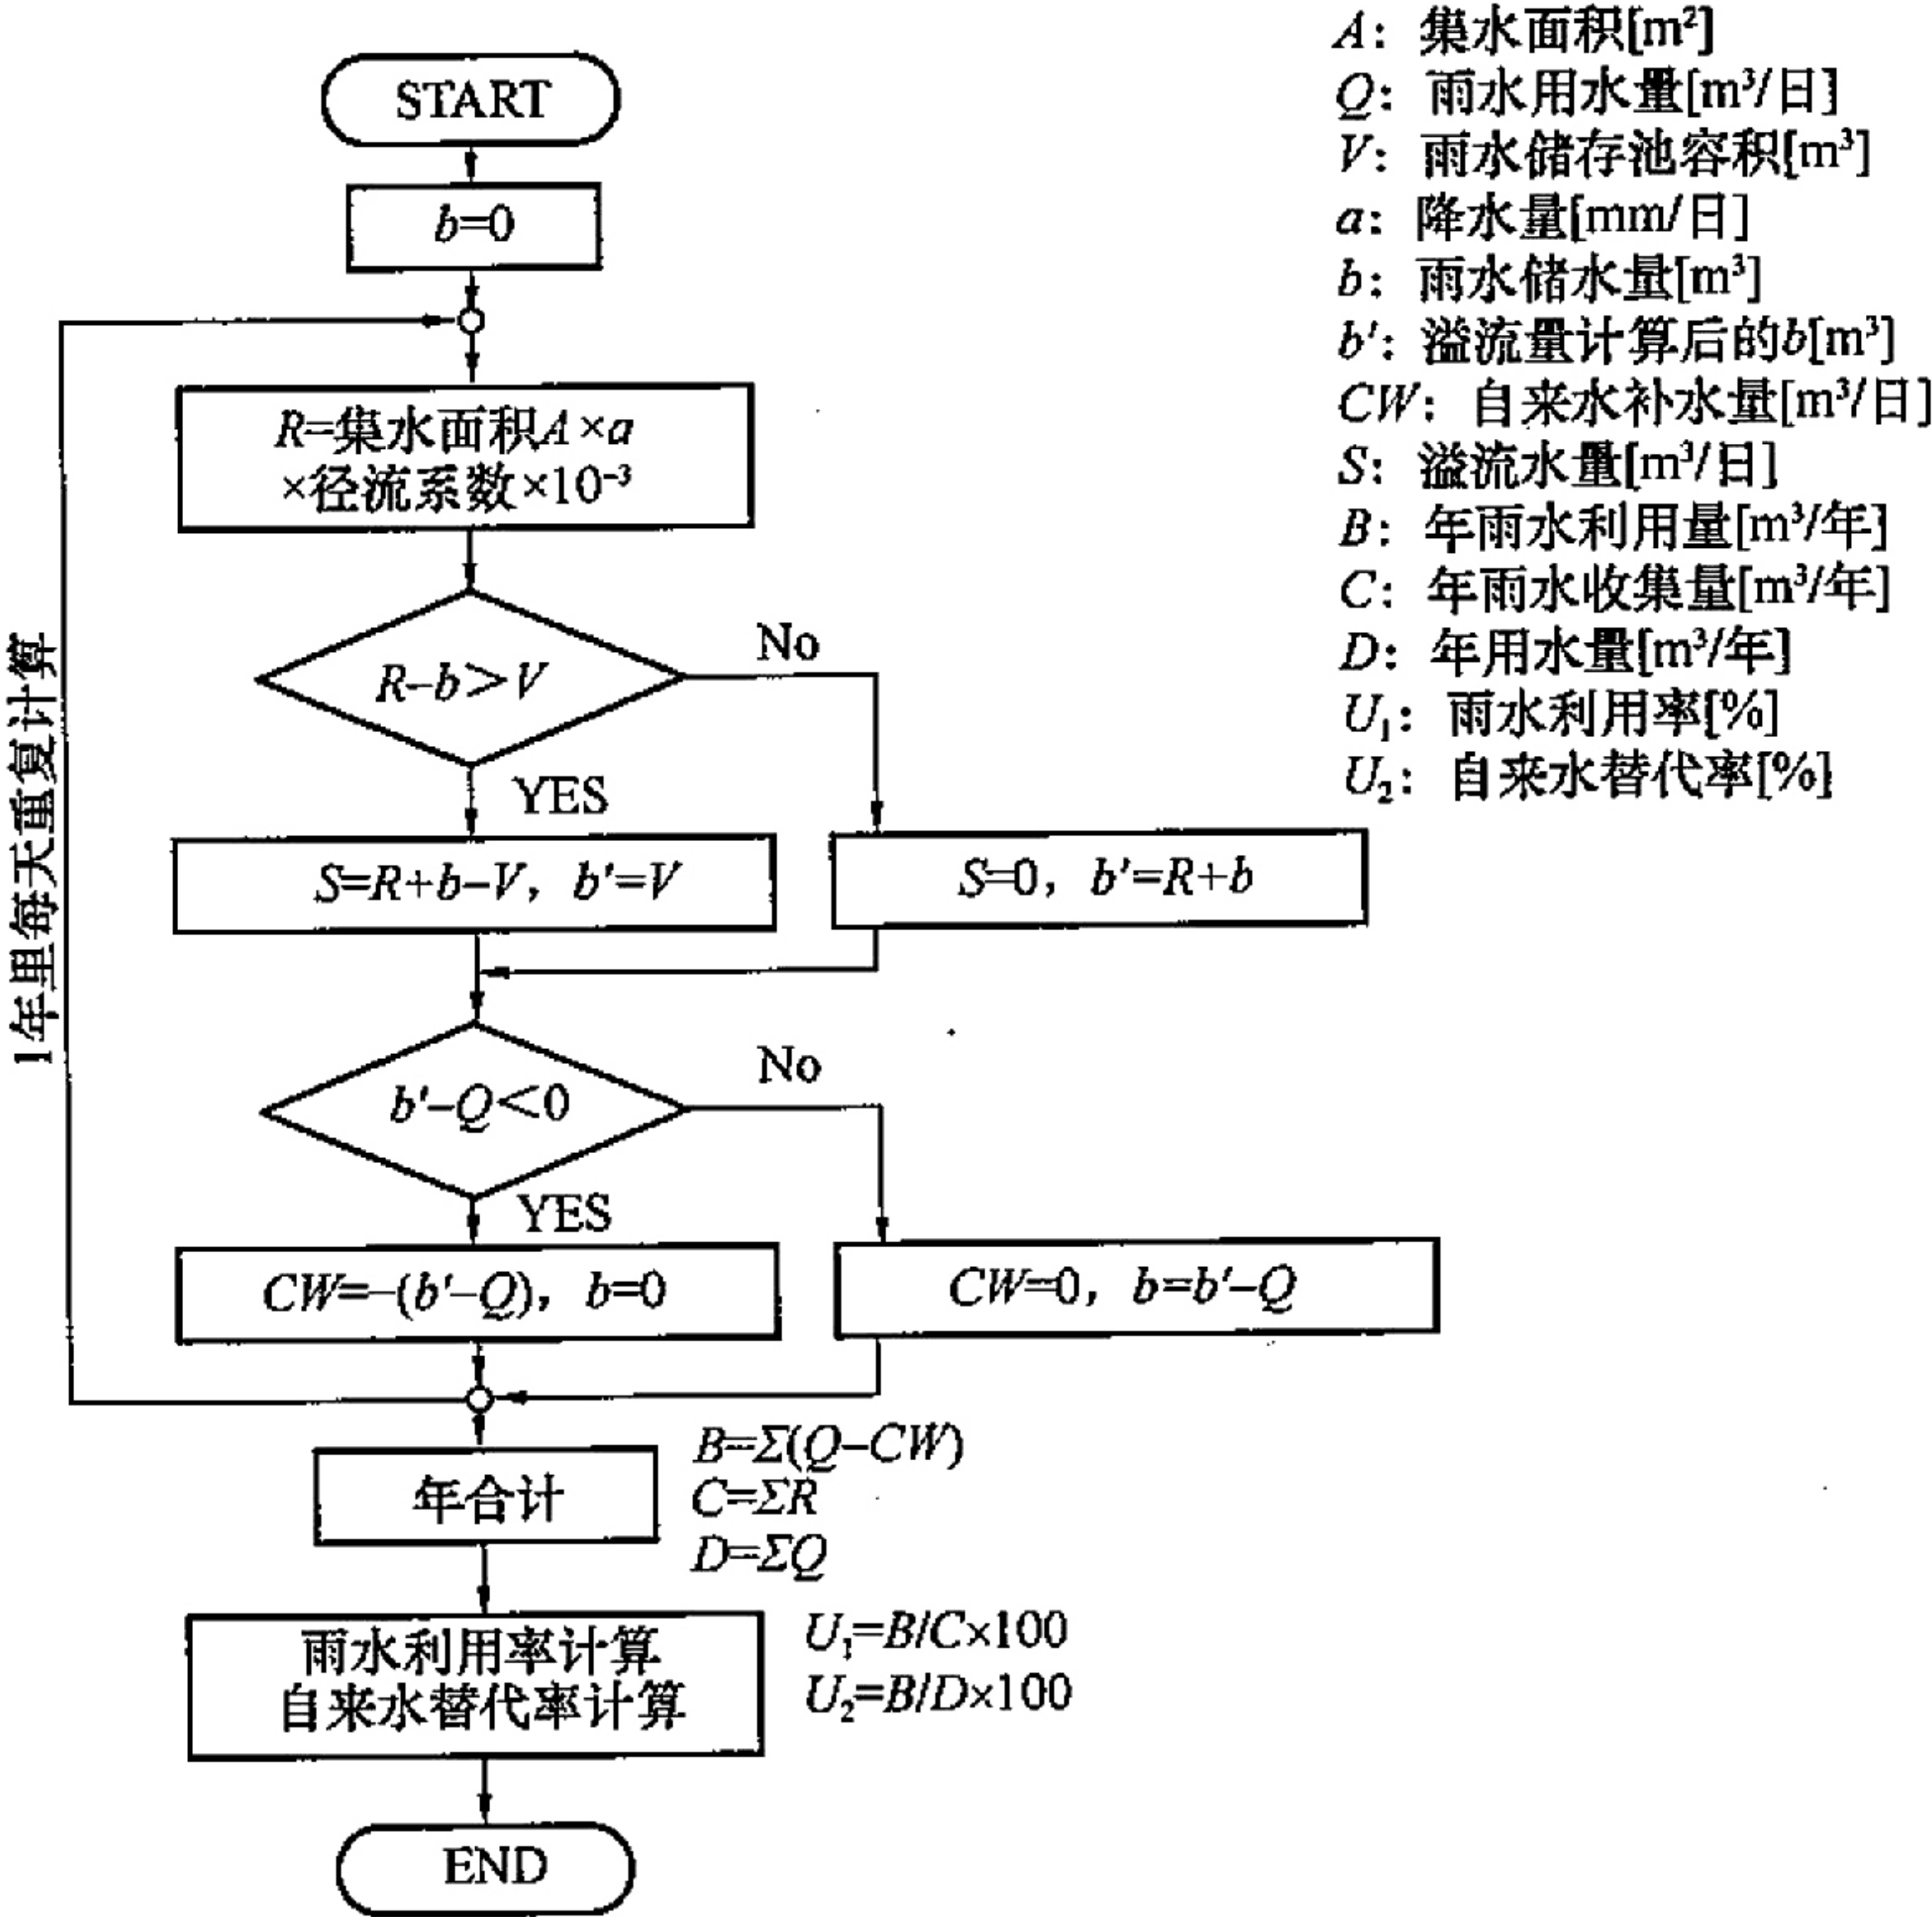 START
b=0
R=集水面积A×a
×径流系数×10⁻³
R–b＞V
No
YES
S=R+b–V，b'=V
S=0，b'=R+b
b'–Q＜0
No
YES
CW=–(b'–Q)，b=0
CW=0，b=b'–Q
1年里每天重复计算
年合计
B=Σ(Q–CW)
C=ΣR
D=ΣQ
雨水利用率计算
自来水替代率计算
U₁=B/C×100
U₂=B/D×100
END
A：集水面积[m²]
Q：雨水用水量[m³/日]
V：雨水储存池容积[m³]
a：降水量[mm/日]
b：雨水储水量[m³]
b'：溢流量计算后的b[m³]
CW：自来水补水量[m³/日]
S：溢流水量[m³/日]
B：年雨水利用量[m³/年]
C：年雨水收集量[m³/年]
D：年用水量[m³/年]
U₁：雨水利用率[%]
U₂：自来水替代率[%]